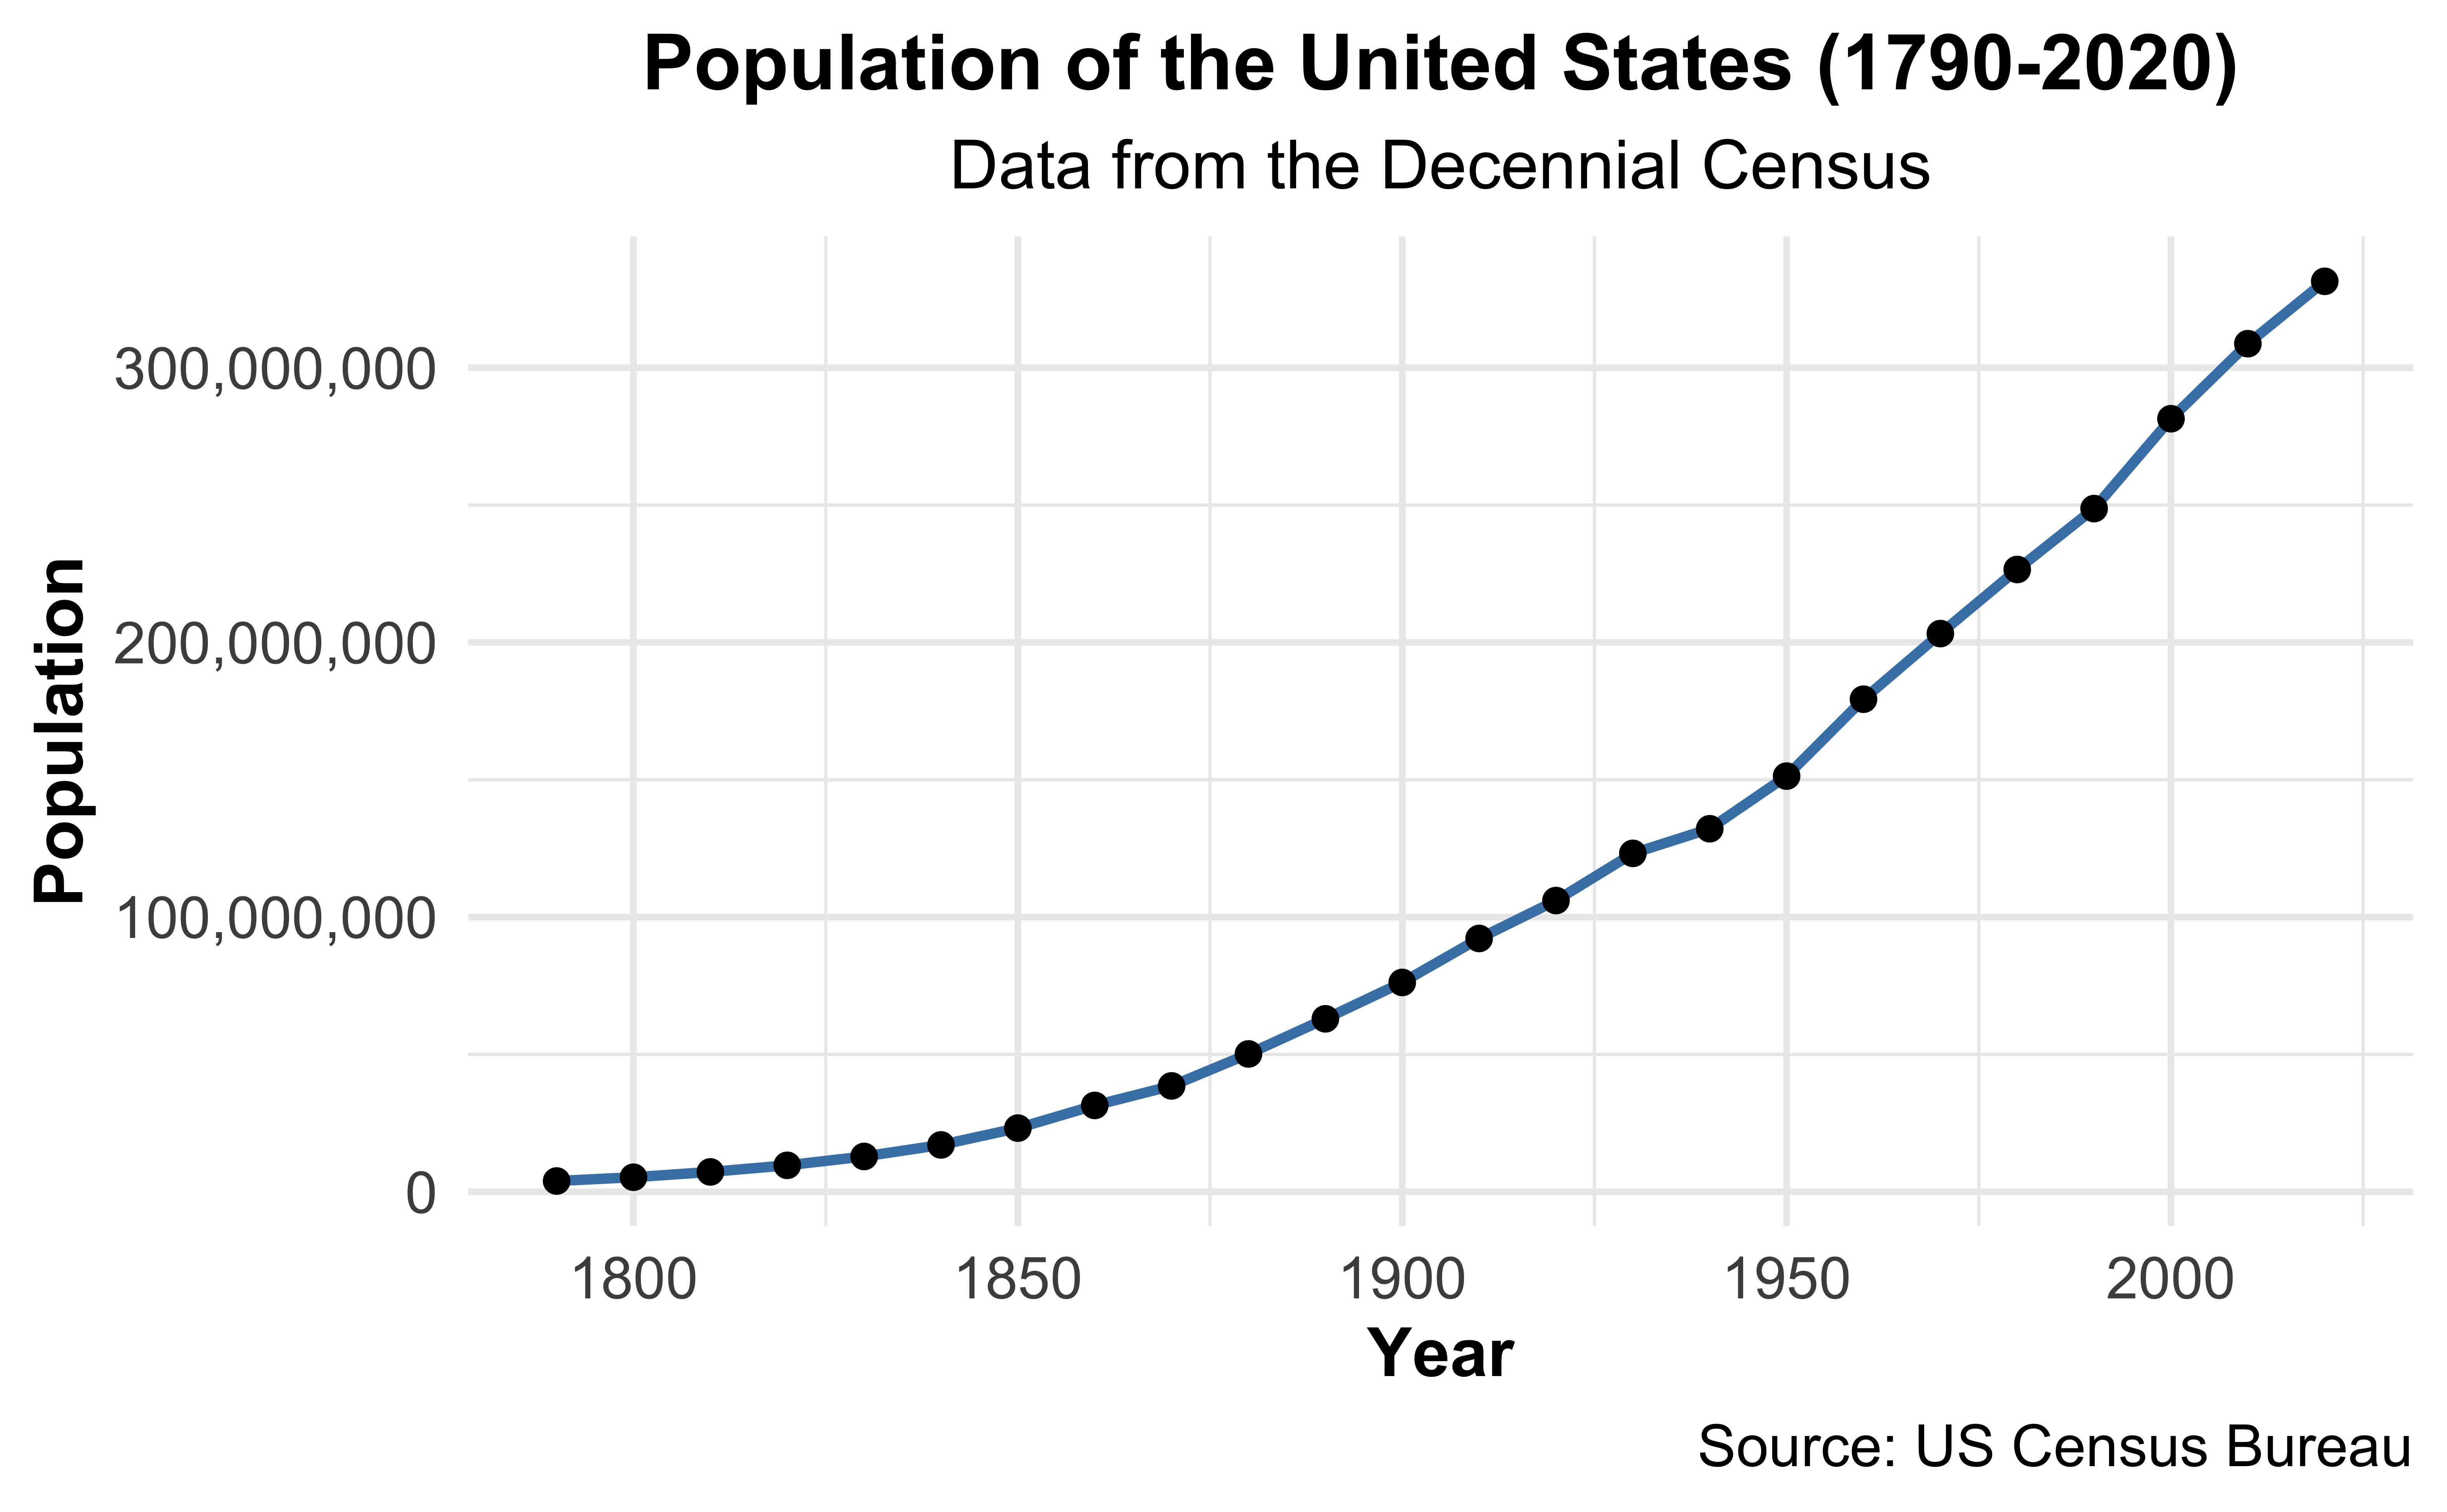 Population of the United States (1790-2020)
Data from the Decennial Census
Population
300,000,000
200,000,000
100,000,000
0
1800 1850 1900 1950 2000
Year
Source: US Census Bureau